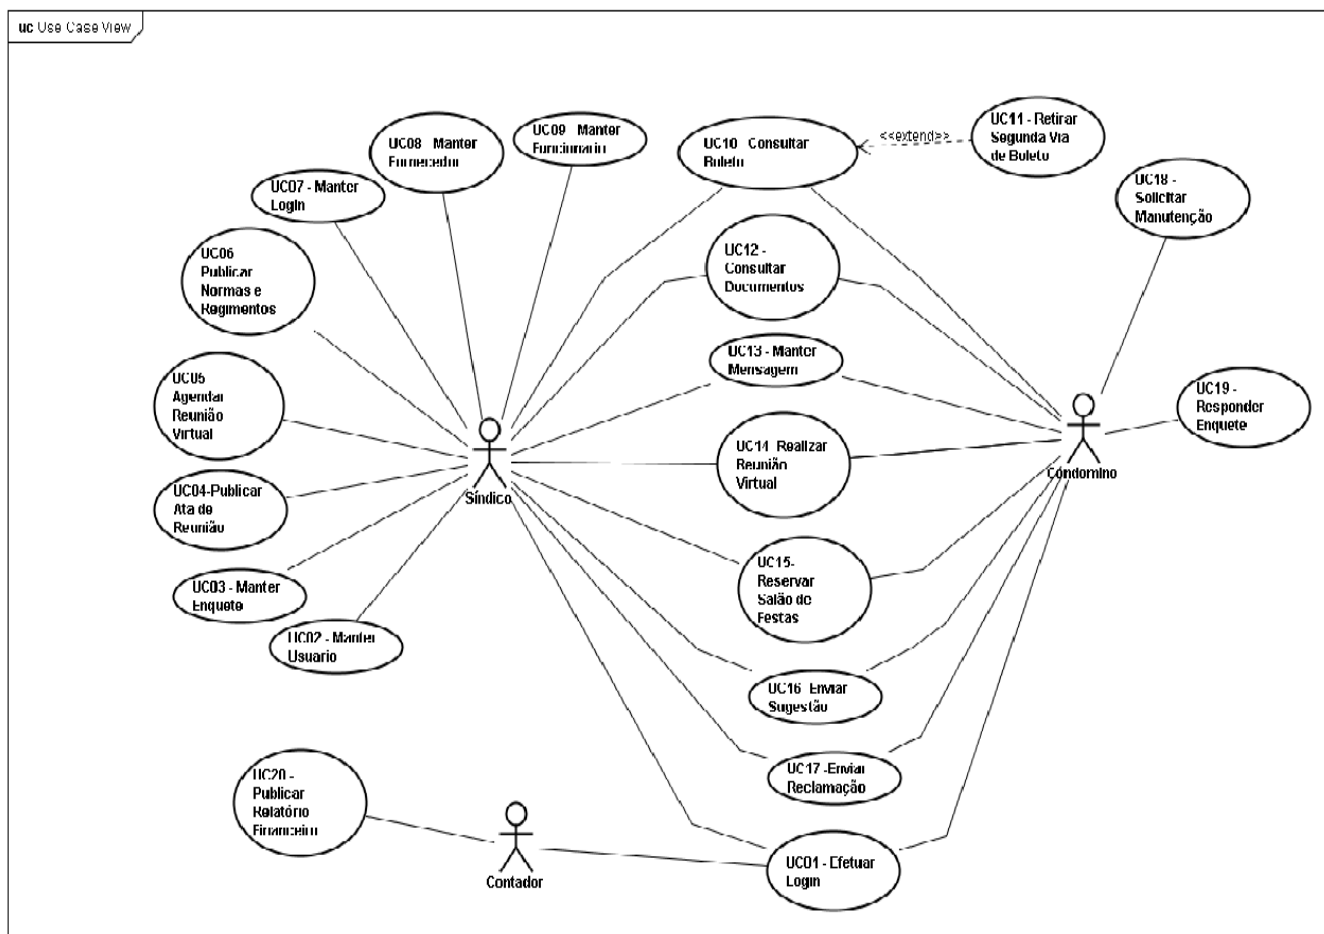 uc Use Case View
UC08 - Manter
Fornecedor
UC09 - Manter
Funcionario
UC10 - Consultar
Boleto
<<extend>>
UC11 - Retirar
Segunda Via
de Boleto
UC07 - Manter
Login
UC18 -
Solicitar
Manutenção
UC06
Publicar
Normas e
Regimentos
UC12 -
Consultar
Documentos
UC13 - Manter
Mensagem
UC05
Agendar
Reunião
Virtual
UC19 -
Responder
Enquete
UC14 Realizar
Reunião
Virtual
Condomino
Síndico
UC04-Publicar
Ata de
Reunião
UC03 - Manter
Enquete
UC15-
Reservar
Salão de
Festas
UC02 - Manter
Usuario
UC16 Enviar
Sugestão
UC17 -Enviar
Reclamação
UC20 -
Publicar
Relatório
Financeiro
Contador
UC01 - Efetuar
Login